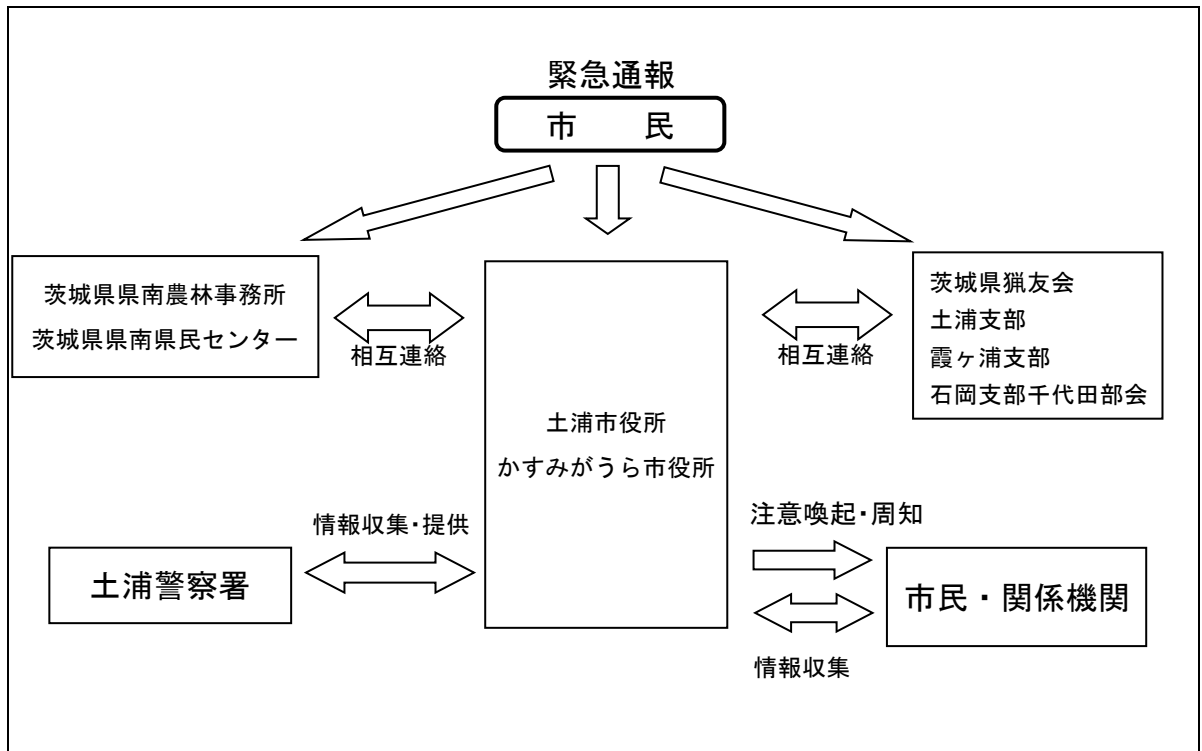 緊急通報
市　　民
茨城県県南農林事務所
茨城県県南県民センター
相互連絡
土浦市役所
かすみがうら市役所
相互連絡
茨城県猟友会
土浦支部
霞ヶ浦支部
石岡支部千代田部会
情報収集・提供
土浦警察署
注意喚起・周知
市民・関係機関
情報収集